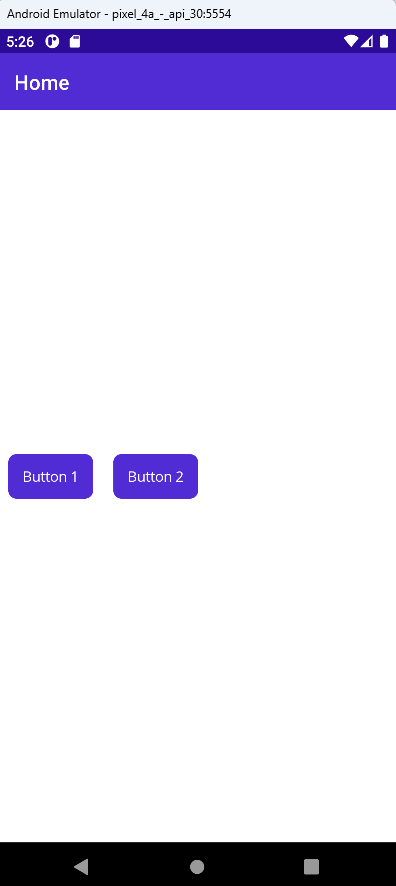 Android Emulator - pixel_4a_-_api_30:5554
5:26
Home
Button 1
Button 2